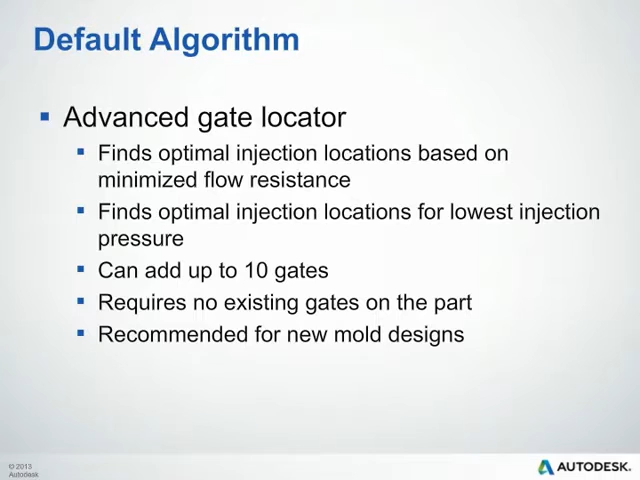 Default Algorithm
Advanced gate locator
Finds optimal injection locations based on
minimized flow resistance
Finds optimal injection locations for lowest injection
pressure
Can add up to 10 gates
Requires no existing gates on the part
Recommended for new mold designs
© 2013
Autodesk
AUTODESK.